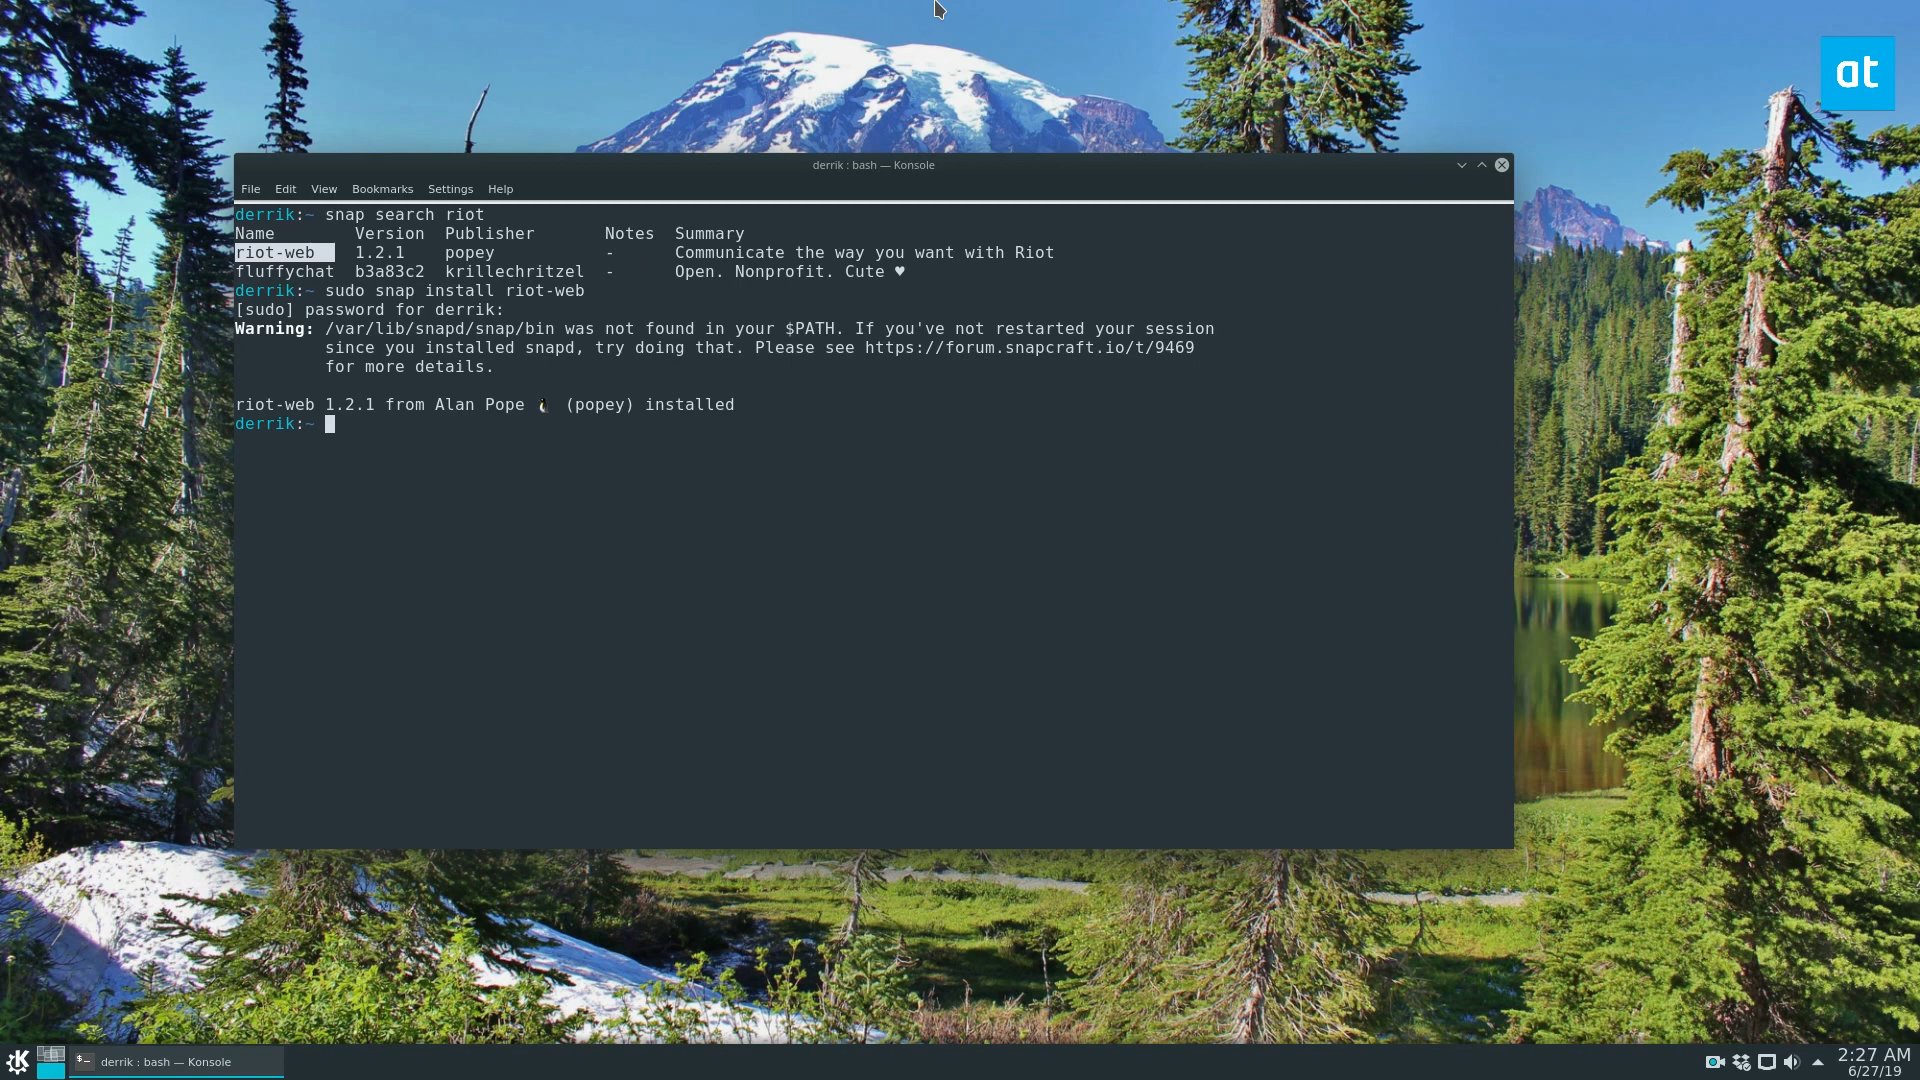 at
derrik : bash — Konsole
File Edit View Bookmarks Settings Help
derrik:~ snap search riot
Name Version Publisher Notes Summary
riot-web 1.2.1 popey - Communicate the way you want with Riot
fluffychat b3a83c2 krillechritzel - Open. Nonprofit. Cute ♥
derrik:~ sudo snap install riot-web
[sudo] password for derrik:
Warning: /var/lib/snapd/snap/bin was not found in your $PATH. If you've not restarted your session
since you installed snapd, try doing that. Please see https://forum.snapcraft.io/t/9469
for more details.
riot-web 1.2.1 from Alan Pope 🐧 (popey) installed
derrik:~
derrik : bash — Konsole
2:27 AM
6/27/19